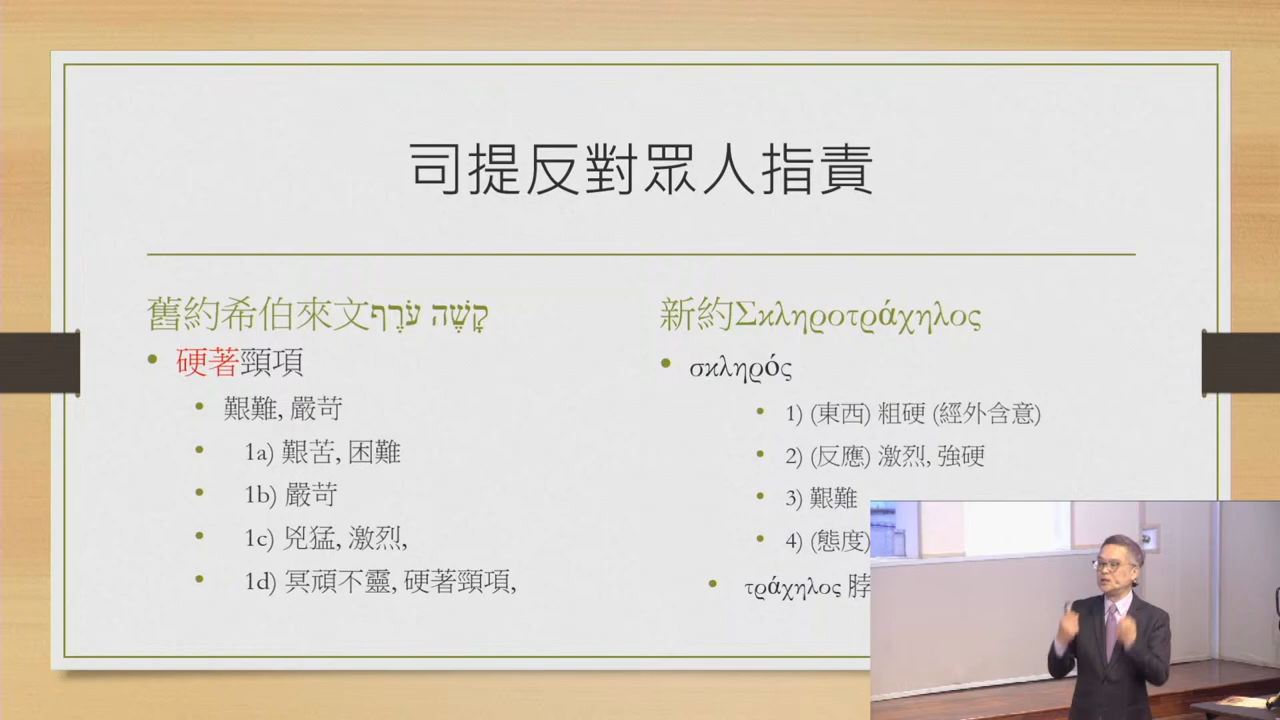 司提反對眾人指責
舊約希伯來文קָשֶׁה עֹרֶף
硬著頸項
艱難, 嚴苛
1a) 艱苦, 困難
1b) 嚴苛
1c) 兇猛, 激烈,
1d) 冥頑不靈, 硬著頸項,
新約Σκληροτράχηλος
σκληρός
1) (東西) 粗硬 (經外含意)
2) (反應) 激烈, 強硬
3) 艱難
4) (態度)
τράχηλος 脖